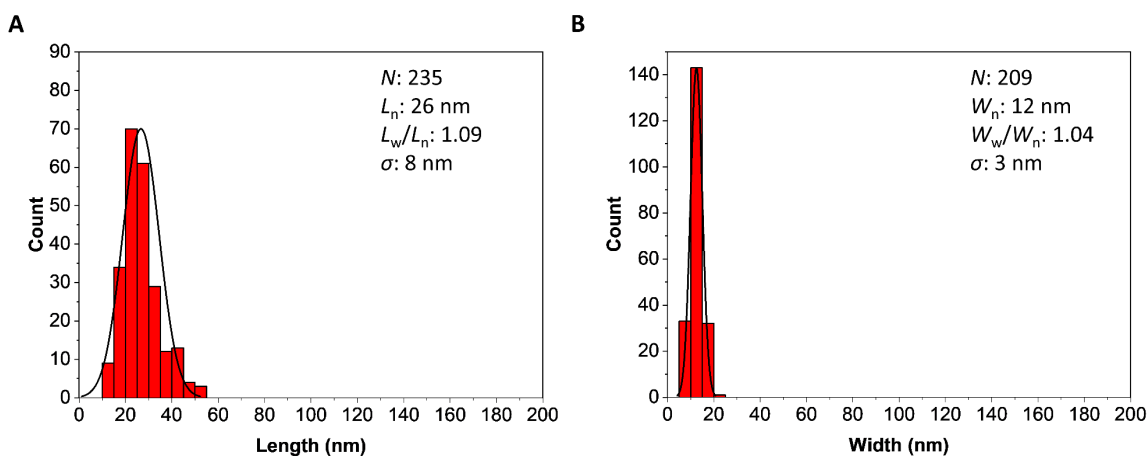 A
90
80
70
60
50
40
30
20
10
0
Count
0 20 40 60 80 100 120 140 160 180 200
Length (nm)
N: 235
Ln: 26 nm
Lw/Ln: 1.09
σ: 8 nm
B
140
120
100
80
60
40
20
0
Count
0 20 40 60 80 100 120 140 160 180 200
Width (nm)
N: 209
Wn: 12 nm
Ww/Wn: 1.04
σ: 3 nm